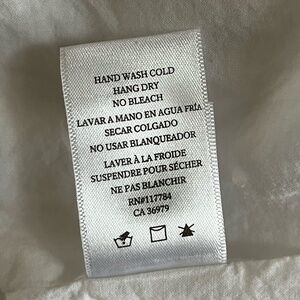 HAND WASH COLD
HANG DRY
NO BLEACH
LAVAR A MANO EN AGUA FRÍA
SECAR COLGADO
NO USAR BLANQUEADOR
LAVER À LA FROIDE
SUSPENDRE POUR SÉCHER
NE PAS BLANCHIR
RN#117784
CA 36979